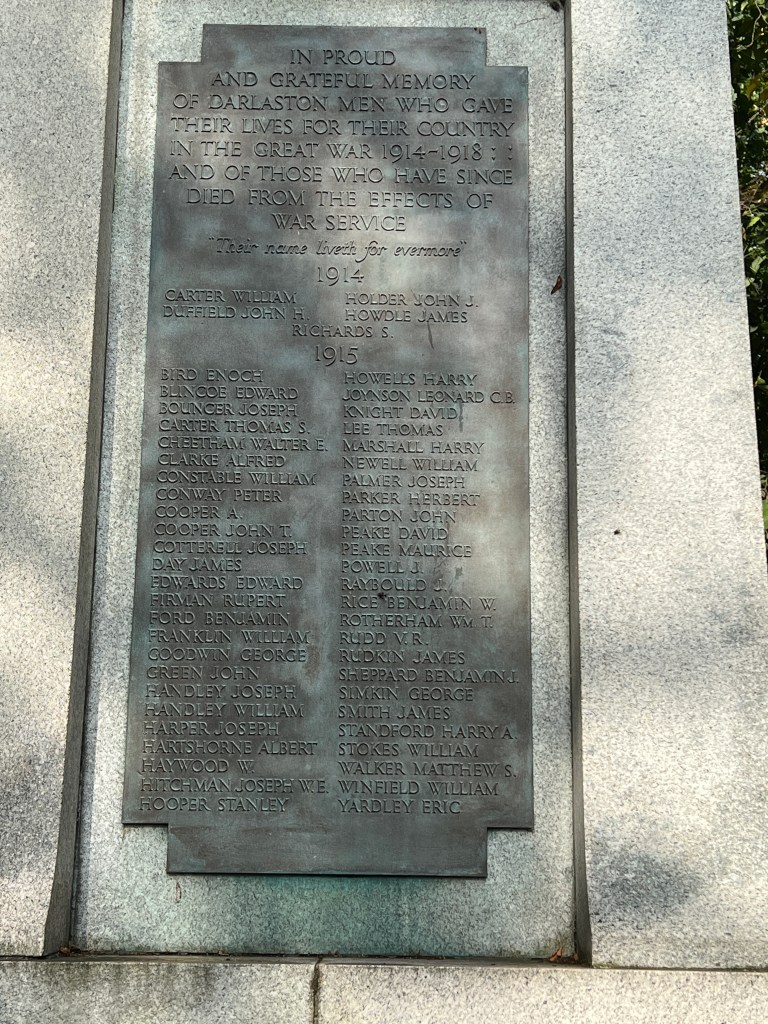 IN PROUD
AND GRATEFUL MEMORY
OF DARLASTON MEN WHO GAVE
THEIR LIVES FOR THEIR COUNTRY
IN THE GREAT WAR 1914-1918 : :
AND OF THOSE WHO HAVE SINCE
DIED FROM THE EFFECTS OF
WAR SERVICE
"Their name liveth for evermore"
1914
CARTER WILLIAM HOLDER JOHN J.
DUFFIELD JOHN H. HOWDLE JAMES
RICHARDS S.
1915
BIRD ENOCH HOWELLS HARRY
BLINCOE EDWARD JOYNSON LEONARD C.B.
BOUNCER JOSEPH KNIGHT DAVID
CARTER THOMAS S. LEE THOMAS
CHEETHAM WALTER E. MARSHALL HARRY
CLARKE ALFRED NEWELL WILLIAM
CONSTABLE WILLIAM PALMER JOSEPH
CONWAY PETER PARKER HERBERT
COOPER A. PARTON JOHN
COOPER JOHN T. PEAKE DAVID
COTTERELL JOSEPH PEAKE MAURICE
DAY JAMES POWELL J.
EDWARDS EDWARD RAYBOULD J.
FIRMAN RUPERT RICE BENJAMIN W.
FORD BENJAMIN ROTHERHAM WM T.
FRANKLIN WILLIAM RUDD V.R.
GOODWIN GEORGE RUDKIN JAMES
GREEN JOHN SHEPPARD BENJAMIN J.
HANDLEY JOSEPH SIMKIN GEORGE
HANDLEY WILLIAM SMITH JAMES
HARPER JOSEPH STANDFORD HARRY A.
HARTSHORNE ALBERT STOKES WILLIAM
HAYWOOD W. WALKER MATTHEW S.
HITCHMAN JOSEPH W.E. WINFIELD WILLIAM
HOOPER STANLEY YARDLEY ERIC